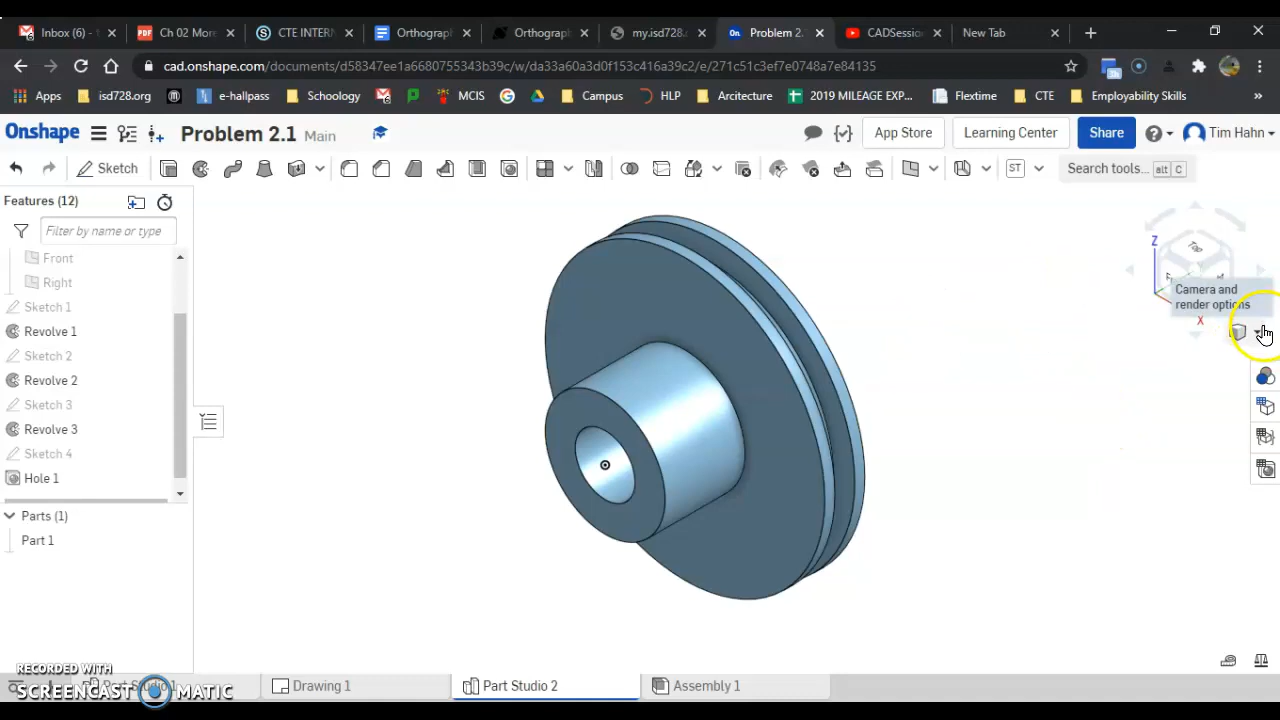 Inbox (6) -
Ch 02 More
CTE INTERN
Orthograph
Orthograph
my.isd728.c
Problem 2.
CADSession
New Tab
cad.onshape.com/documents/d58347ee1a6680755343b39c/w/da33a60a3d0f153c416a39c2/e/271c51c3ef7e0748a7e84135
Apps
isd728.org
e-hallpass
Schoology
MCIS
Campus
HLP
Arcitecture
2019 MILEAGE EXP...
Flextime
CTE
Employability Skills
»
Onshape
Problem 2.1 Main
App Store
Learning Center
Share
Tim Hahn
Sketch
ST
Search tools... alt C
Features (12)
Filter by name or type
Front
Right
Sketch 1
Revolve 1
Sketch 2
Revolve 2
Sketch 3
Revolve 3
Sketch 4
Hole 1
Parts (1)
Part 1
Z
Camera and
render options
X
RECORDED WITH
SCREENCAST MATIC
Drawing 1
Part Studio 2
Assembly 1